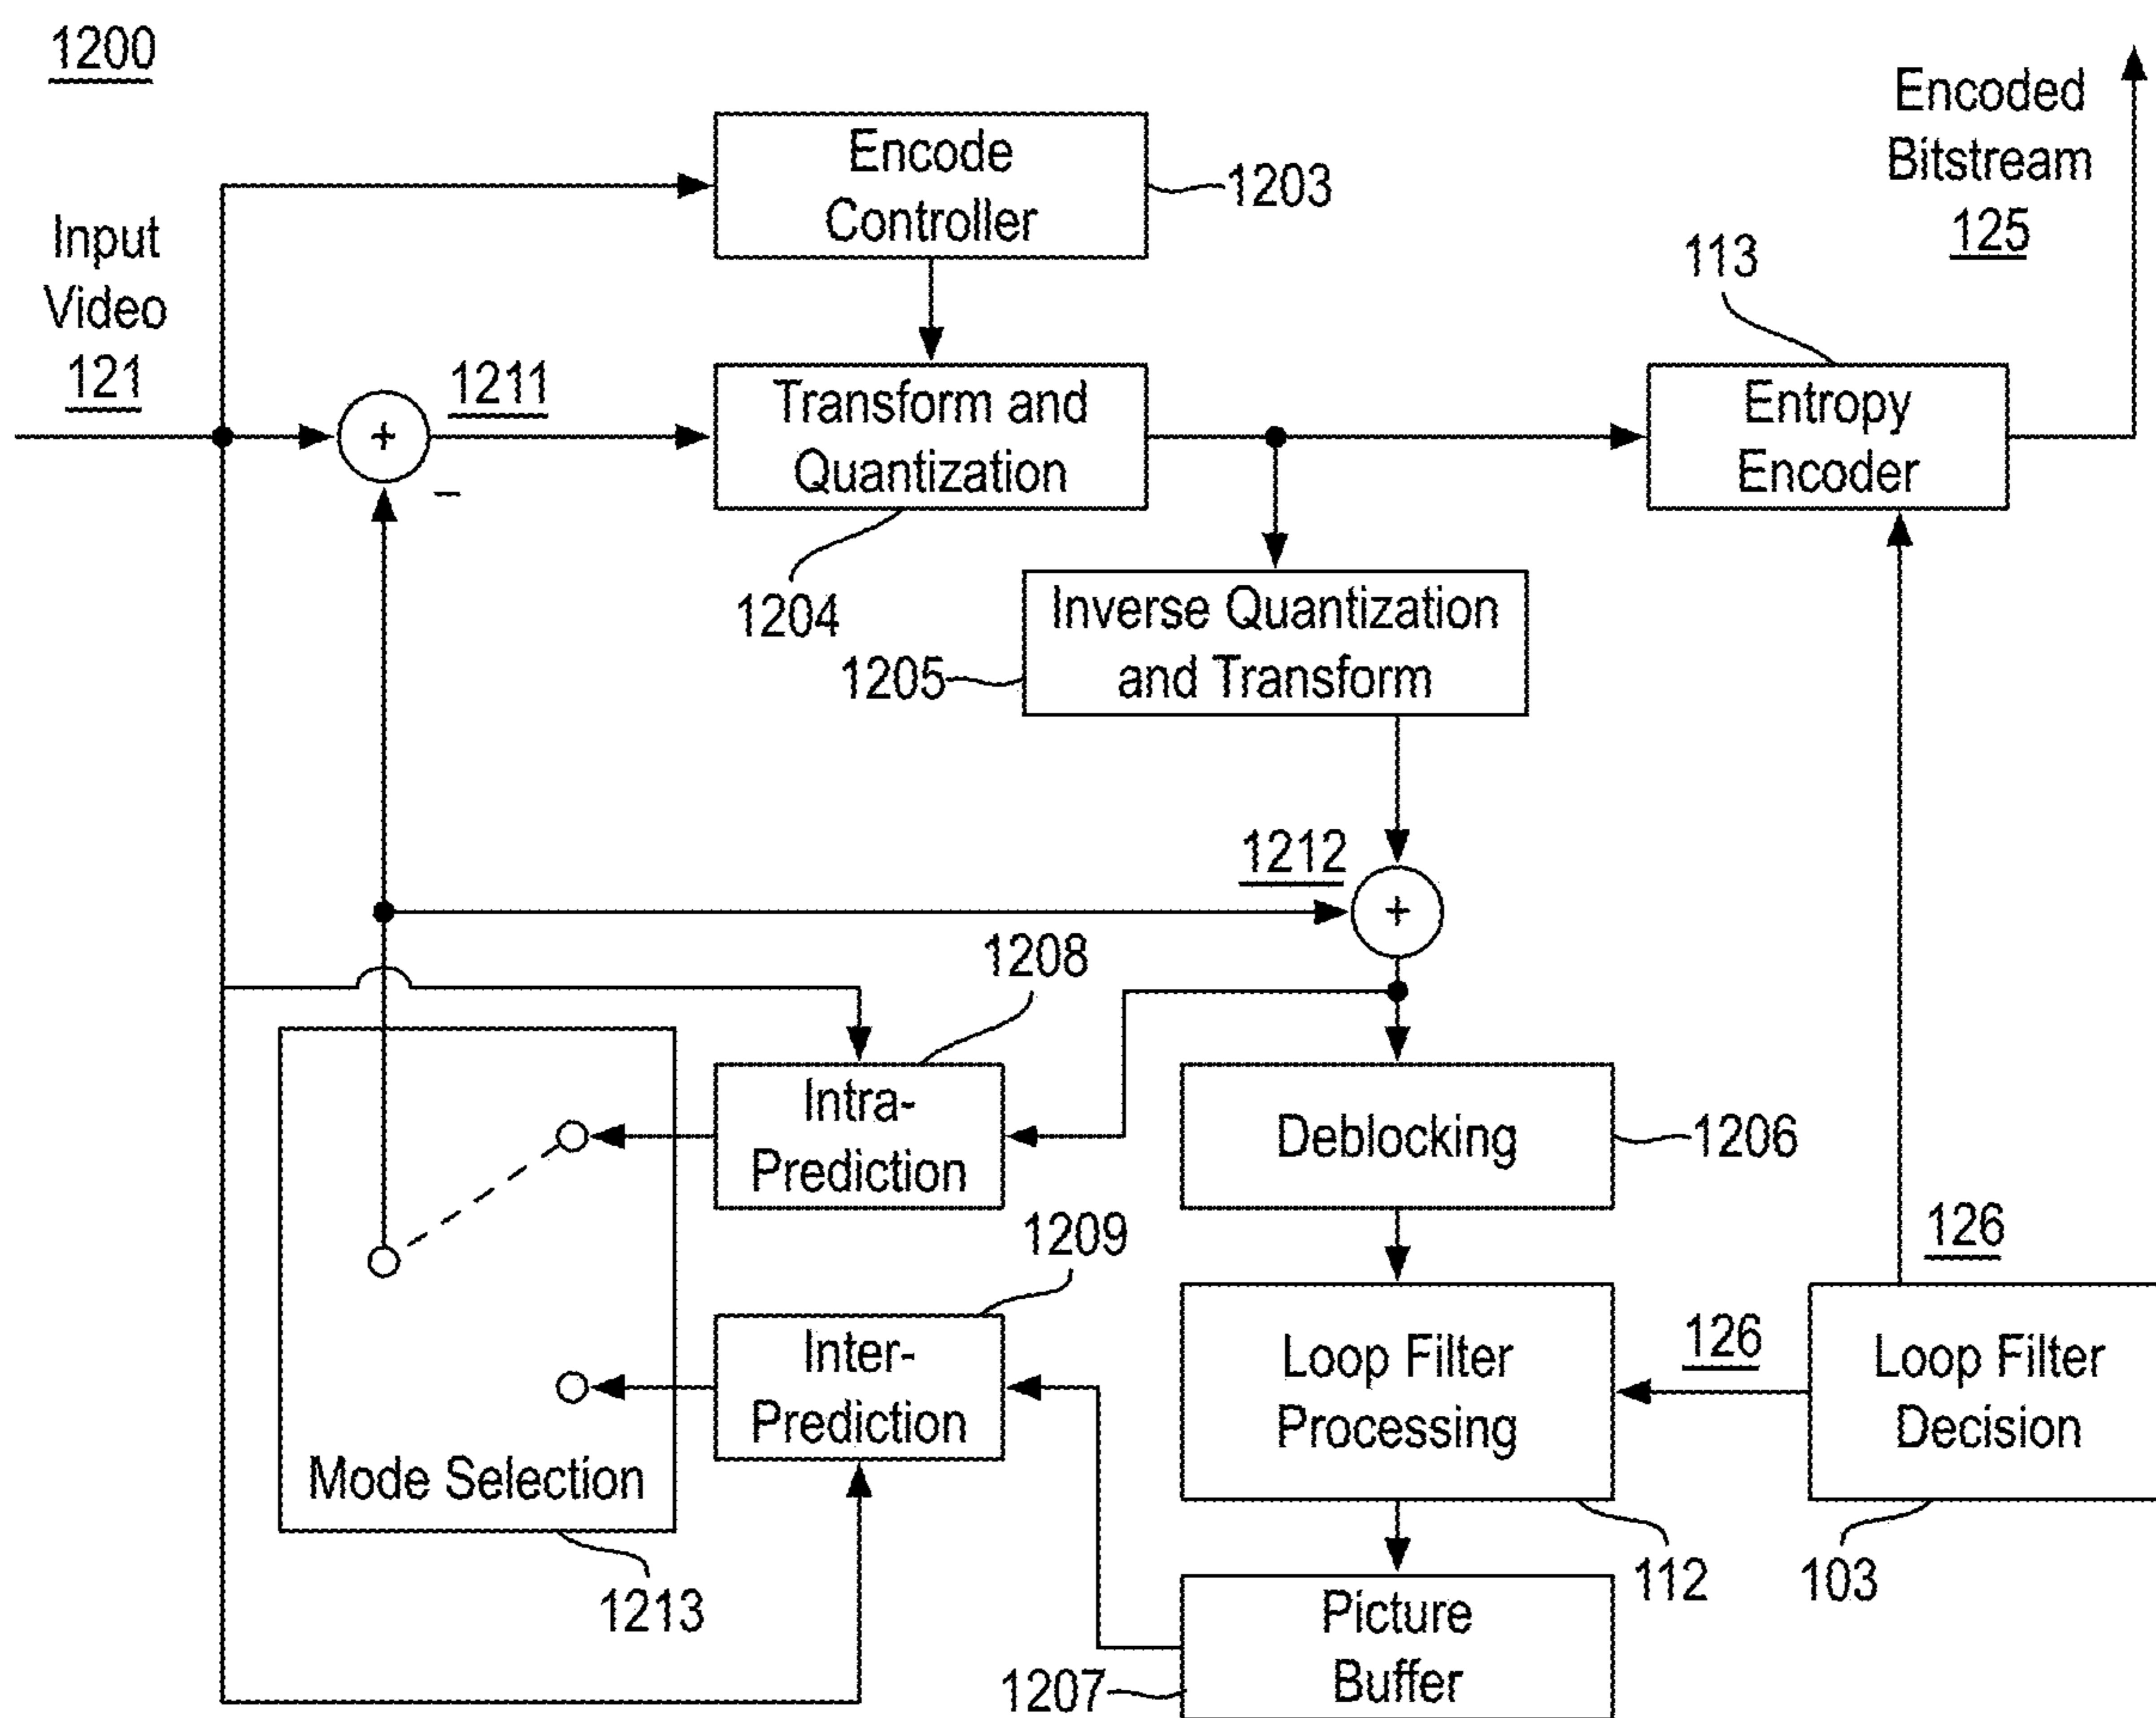 1200
Encoded
Bitstream
125
Encode
Controller
1203
Input
Video
121
113
1211
Transform and
Quantization
Entropy
Encoder
+
−
1204
Inverse Quantization
and Transform
1205
1212
+
1208
Intra-
Prediction
Deblocking
1206
1209
126
Inter-
Prediction
Loop Filter
Processing
126
Loop Filter
Decision
Mode Selection
1213
112
103
Picture
Buffer
1207